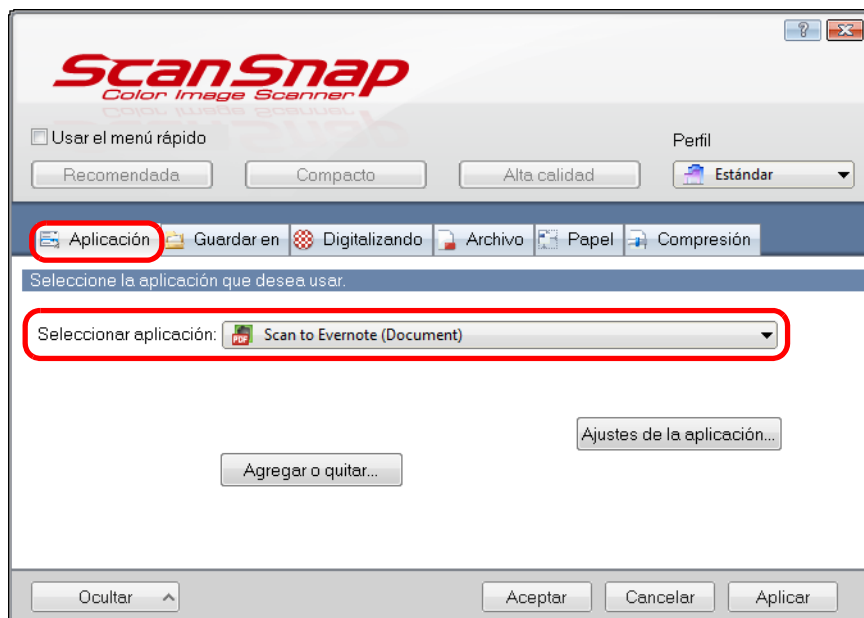 ScanSnap
Color Image Scanner
Usar el menú rápido
Perfil
Recomendada Compacto Alta calidad Estándar
Aplicación Guardar en Digitalizando Archivo Papel Compresión
Seleccione la aplicación que desea usar.
Seleccionar aplicación: PDF Scan to Evernote (Document)
Ajustes de la aplicación...
Agregar o quitar...
Ocultar Aceptar Cancelar Aplicar